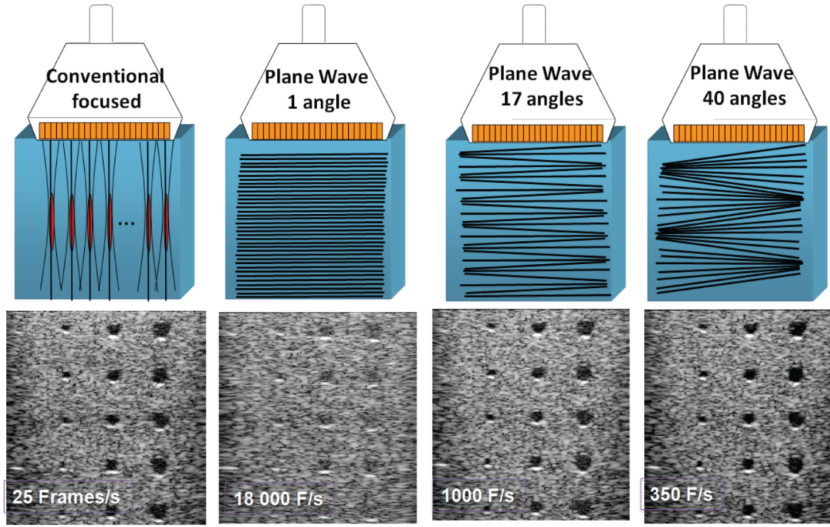 Conventional
focused
Plane Wave
1 angle
Plane Wave
17 angles
Plane Wave
40 angles
...
25 Frames/s
18 000 F/s
1000 F/s
350 F/s